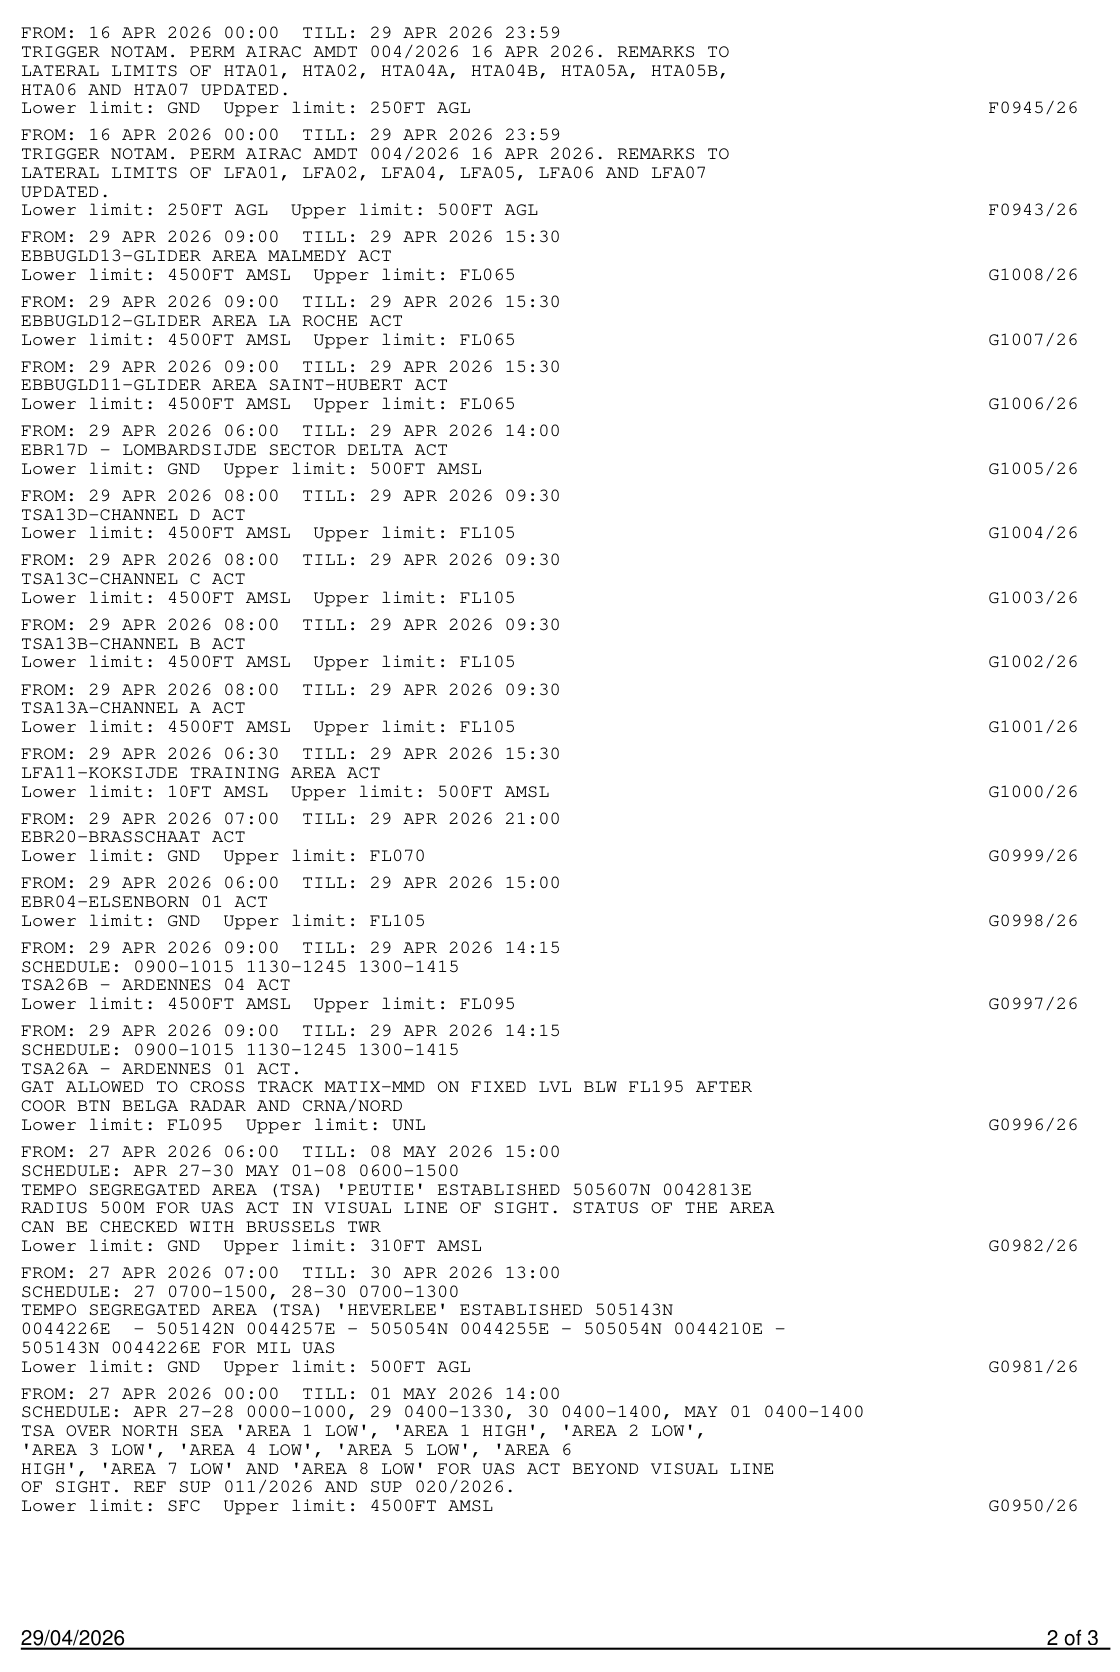 FROM: 16 APR 2026 00:00  TILL: 29 APR 2026 23:59
TRIGGER NOTAM. PERM AIRAC AMDT 004/2026 16 APR 2026. REMARKS TO
LATERAL LIMITS OF HTA01, HTA02, HTA04A, HTA04B, HTA05A, HTA05B,
HTA06 AND HTA07 UPDATED.
Lower limit: GND  Upper limit: 250FT AGL F0945/26
FROM: 16 APR 2026 00:00  TILL: 29 APR 2026 23:59
TRIGGER NOTAM. PERM AIRAC AMDT 004/2026 16 APR 2026. REMARKS TO
LATERAL LIMITS OF LFA01, LFA02, LFA04, LFA05, LFA06 AND LFA07
UPDATED.
Lower limit: 250FT AGL  Upper limit: 500FT AGL F0943/26
FROM: 29 APR 2026 09:00  TILL: 29 APR 2026 15:30
EBBUGLD13-GLIDER AREA MALMEDY ACT
Lower limit: 4500FT AMSL  Upper limit: FL065 G1008/26
FROM: 29 APR 2026 09:00  TILL: 29 APR 2026 15:30
EBBUGLD12-GLIDER AREA LA ROCHE ACT
Lower limit: 4500FT AMSL  Upper limit: FL065 G1007/26
FROM: 29 APR 2026 09:00  TILL: 29 APR 2026 15:30
EBBUGLD11-GLIDER AREA SAINT-HUBERT ACT
Lower limit: 4500FT AMSL  Upper limit: FL065 G1006/26
FROM: 29 APR 2026 06:00  TILL: 29 APR 2026 14:00
EBR17D - LOMBARDSIJDE SECTOR DELTA ACT
Lower limit: GND  Upper limit: 500FT AMSL G1005/26
FROM: 29 APR 2026 08:00  TILL: 29 APR 2026 09:30
TSA13D-CHANNEL D ACT
Lower limit: 4500FT AMSL  Upper limit: FL105 G1004/26
FROM: 29 APR 2026 08:00  TILL: 29 APR 2026 09:30
TSA13C-CHANNEL C ACT
Lower limit: 4500FT AMSL  Upper limit: FL105 G1003/26
FROM: 29 APR 2026 08:00  TILL: 29 APR 2026 09:30
TSA13B-CHANNEL B ACT
Lower limit: 4500FT AMSL  Upper limit: FL105 G1002/26
FROM: 29 APR 2026 08:00  TILL: 29 APR 2026 09:30
TSA13A-CHANNEL A ACT
Lower limit: 4500FT AMSL  Upper limit: FL105 G1001/26
FROM: 29 APR 2026 06:30  TILL: 29 APR 2026 15:30
LFA11-KOKSIJDE TRAINING AREA ACT
Lower limit: 10FT AMSL  Upper limit: 500FT AMSL G1000/26
FROM: 29 APR 2026 07:00  TILL: 29 APR 2026 21:00
EBR20-BRASSCHAAT ACT
Lower limit: GND  Upper limit: FL070 G0999/26
FROM: 29 APR 2026 06:00  TILL: 29 APR 2026 15:00
EBR04-ELSENBORN 01 ACT
Lower limit: GND  Upper limit: FL105 G0998/26
FROM: 29 APR 2026 09:00  TILL: 29 APR 2026 14:15
SCHEDULE: 0900-1015 1130-1245 1300-1415
TSA26B - ARDENNES 04 ACT
Lower limit: 4500FT AMSL  Upper limit: FL095 G0997/26
FROM: 29 APR 2026 09:00  TILL: 29 APR 2026 14:15
SCHEDULE: 0900-1015 1130-1245 1300-1415
TSA26A - ARDENNES 01 ACT.
GAT ALLOWED TO CROSS TRACK MATIX-MMD ON FIXED LVL BLW FL195 AFTER
COOR BTN BELGA RADAR AND CRNA/NORD
Lower limit: FL095  Upper limit: UNL G0996/26
FROM: 27 APR 2026 06:00  TILL: 08 MAY 2026 15:00
SCHEDULE: APR 27-30 MAY 01-08 0600-1500
TEMPO SEGREGATED AREA (TSA) 'PEUTIE' ESTABLISHED 505607N 0042813E
RADIUS 500M FOR UAS ACT IN VISUAL LINE OF SIGHT. STATUS OF THE AREA
CAN BE CHECKED WITH BRUSSELS TWR
Lower limit: GND  Upper limit: 310FT AMSL G0982/26
FROM: 27 APR 2026 07:00  TILL: 30 APR 2026 13:00
SCHEDULE: 27 0700-1500, 28-30 0700-1300
TEMPO SEGREGATED AREA (TSA) 'HEVERLEE' ESTABLISHED 505143N
0044226E  - 505142N 0044257E - 505054N 0044255E - 505054N 0044210E -
505143N 0044226E FOR MIL UAS
Lower limit: GND  Upper limit: 500FT AGL G0981/26
FROM: 27 APR 2026 00:00  TILL: 01 MAY 2026 14:00
SCHEDULE: APR 27-28 0000-1000, 29 0400-1330, 30 0400-1400, MAY 01 0400-1400
TSA OVER NORTH SEA 'AREA 1 LOW', 'AREA 1 HIGH', 'AREA 2 LOW',
'AREA 3 LOW', 'AREA 4 LOW', 'AREA 5 LOW', 'AREA 6
HIGH', 'AREA 7 LOW' AND 'AREA 8 LOW' FOR UAS ACT BEYOND VISUAL LINE
OF SIGHT. REF SUP 011/2026 AND SUP 020/2026.
Lower limit: SFC  Upper limit: 4500FT AMSL G0950/26
29/04/2026 2 of 3